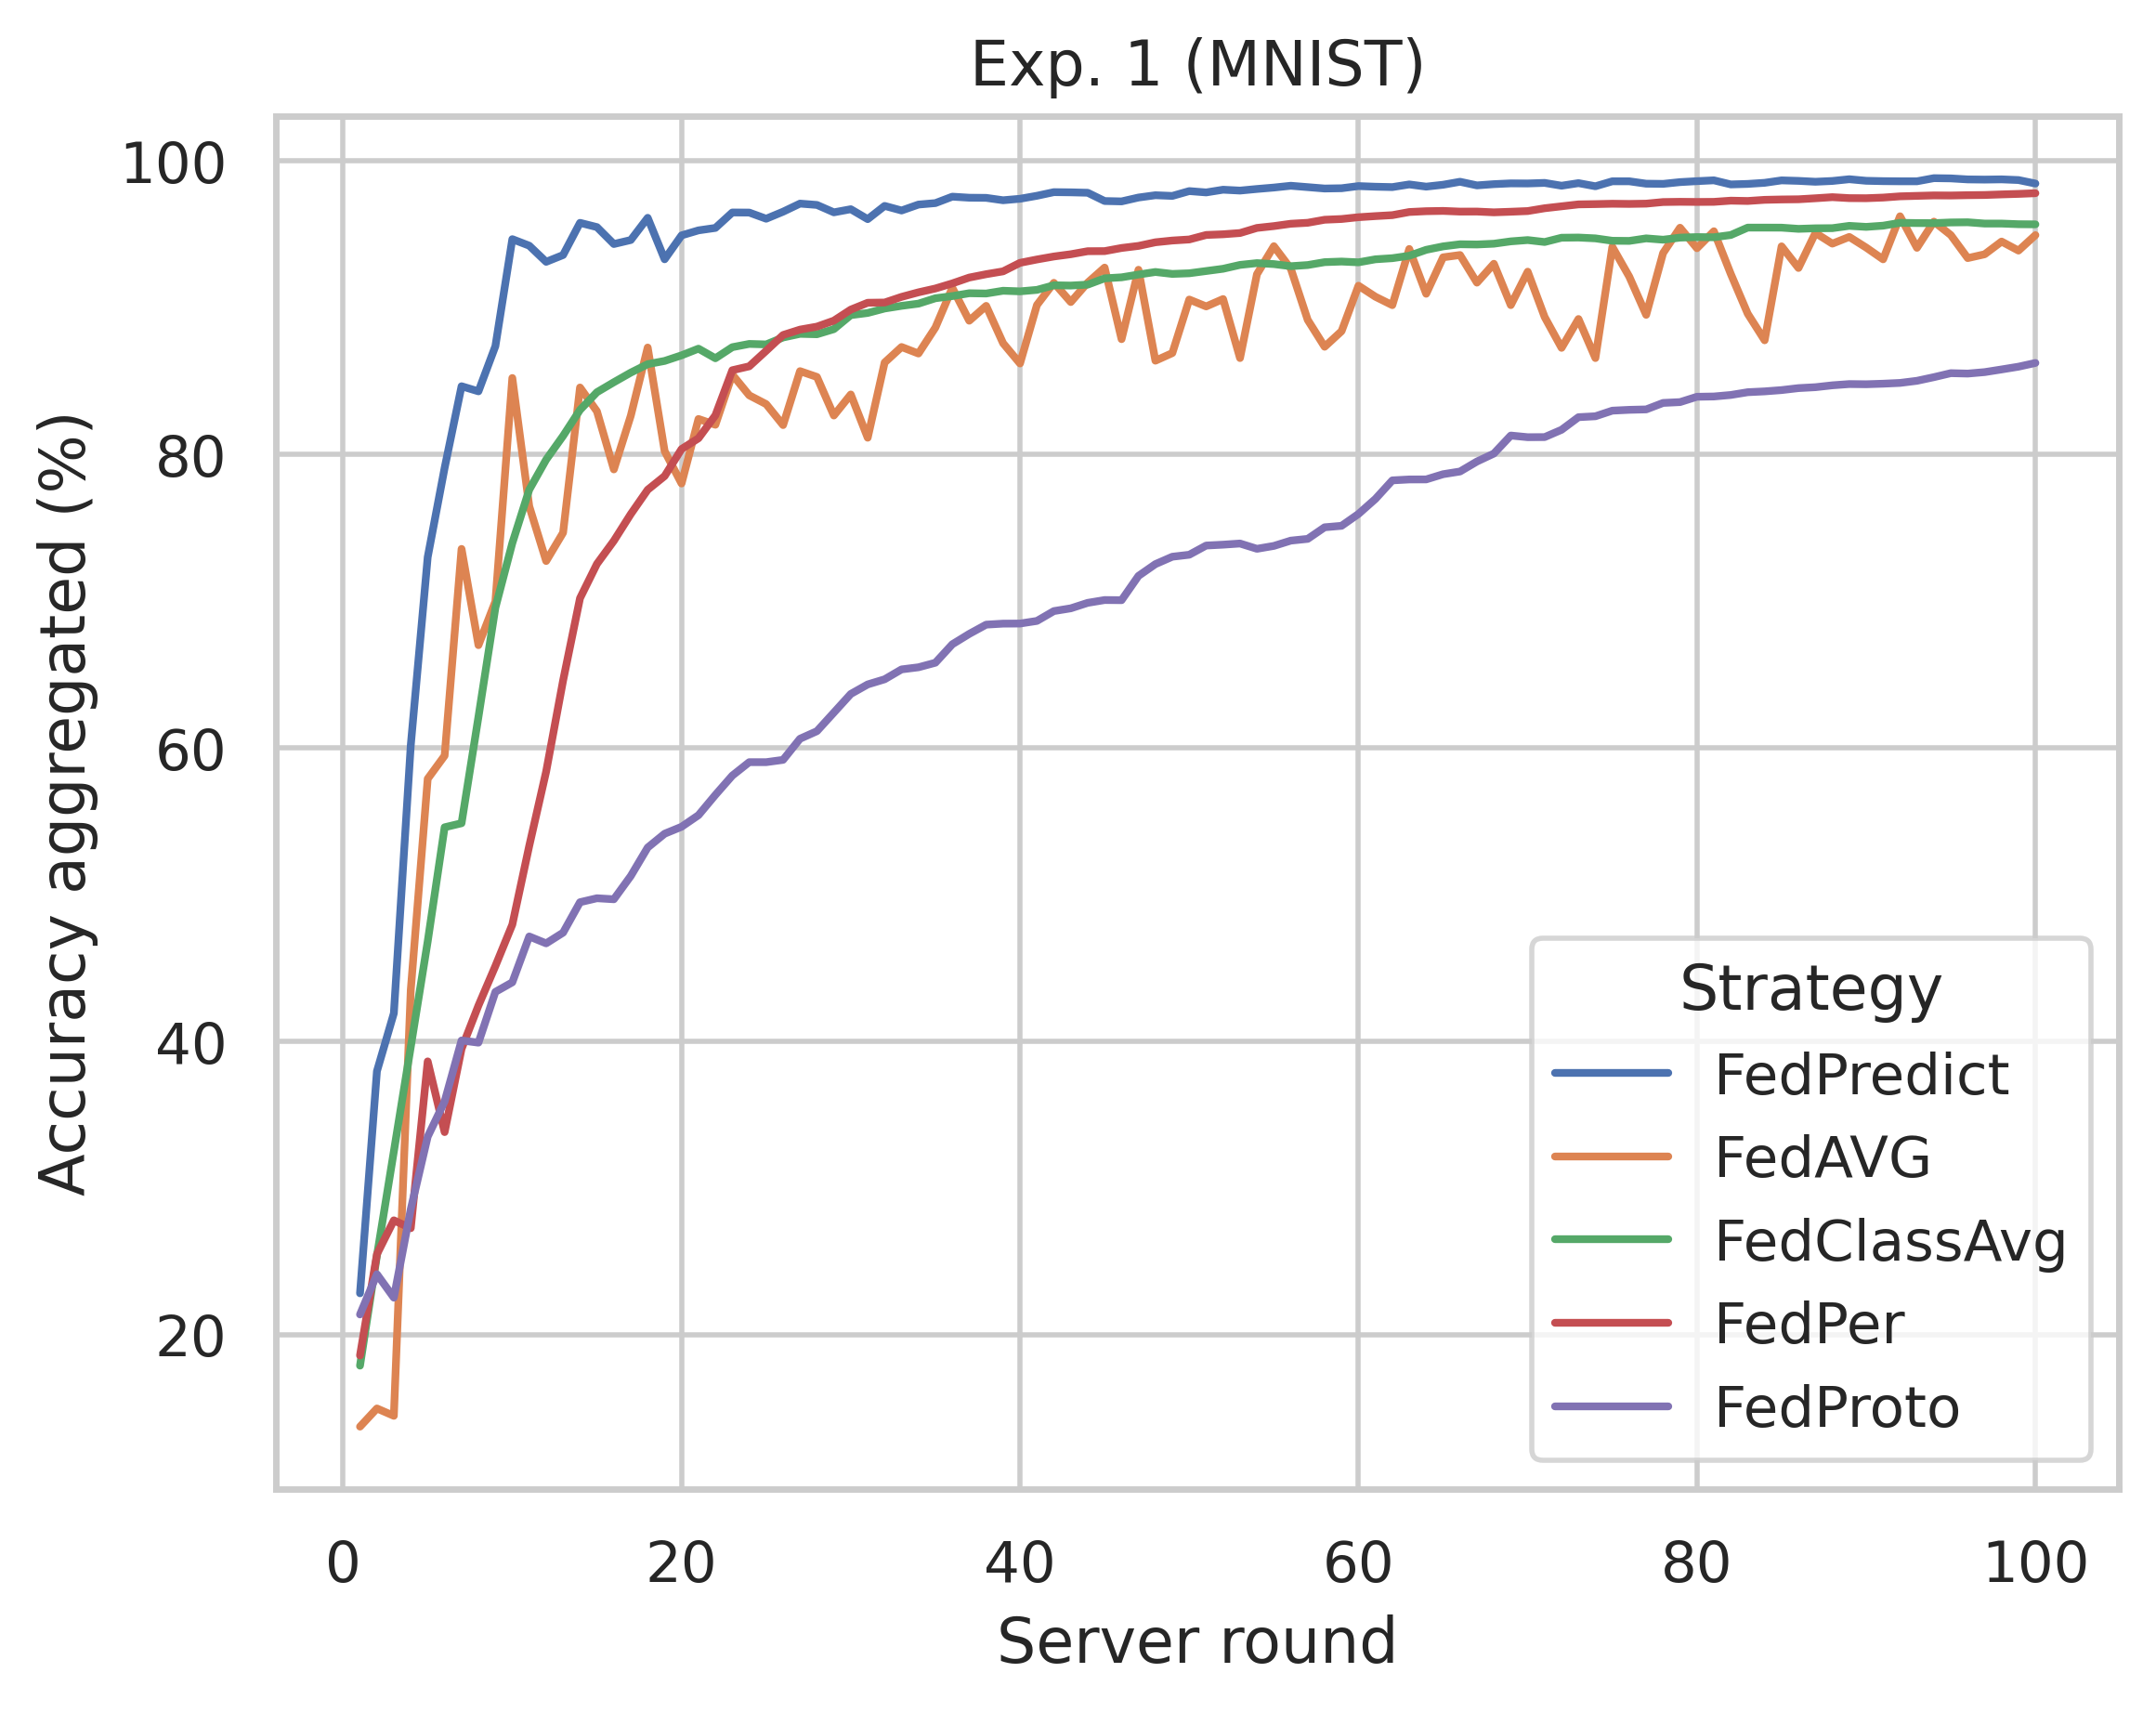 Exp. 1 (MNIST)
Accuracy aggregated (%)
100
80
60
40
20
0 20 40 60 80 100
Server round
Strategy
FedPredict
FedAVG
FedClassAvg
FedPer
FedProto